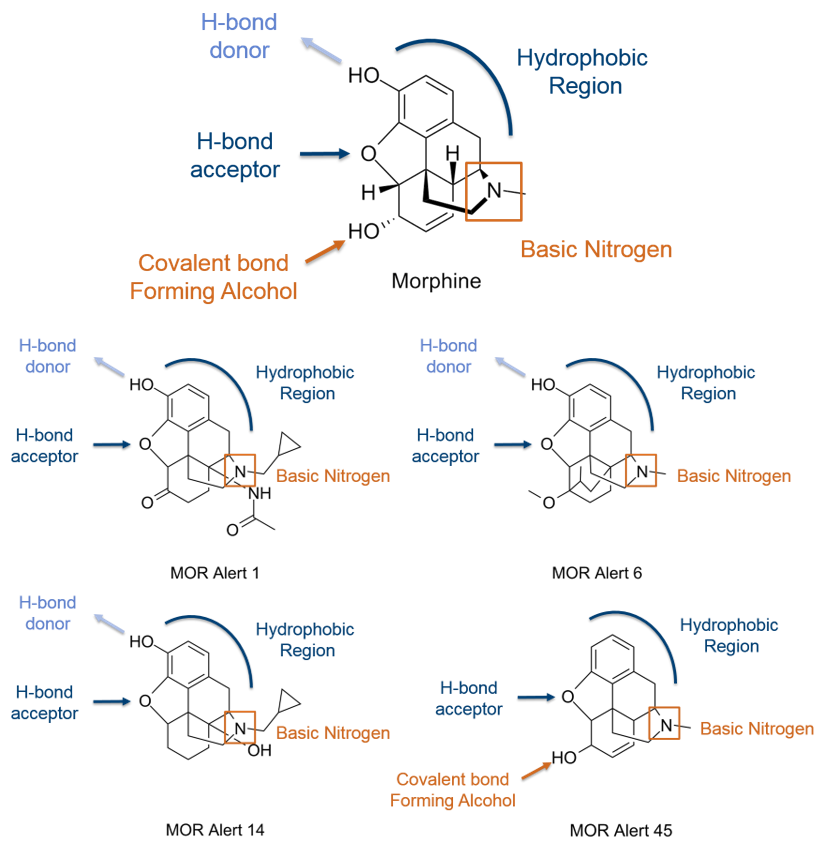 H-bond
donor
Hydrophobic
Region
HO
H-bond
acceptor
O
H
H
N
HO
Covalent bond
Forming Alcohol
Basic Nitrogen
Morphine
H-bond
donor
HO
Hydrophobic
Region
H-bond
acceptor
O
N
Basic Nitrogen
NH
O
O
MOR Alert 1
H-bond
donor
HO
Hydrophobic
Region
H-bond
acceptor
O
N
Basic Nitrogen
O
MOR Alert 6
H-bond
donor
HO
Hydrophobic
Region
H-bond
acceptor
O
N
Basic Nitrogen
OH
MOR Alert 14
Hydrophobic
Region
H-bond
acceptor
O
N
Basic Nitrogen
HO
Covalent bond
Forming Alcohol
MOR Alert 45